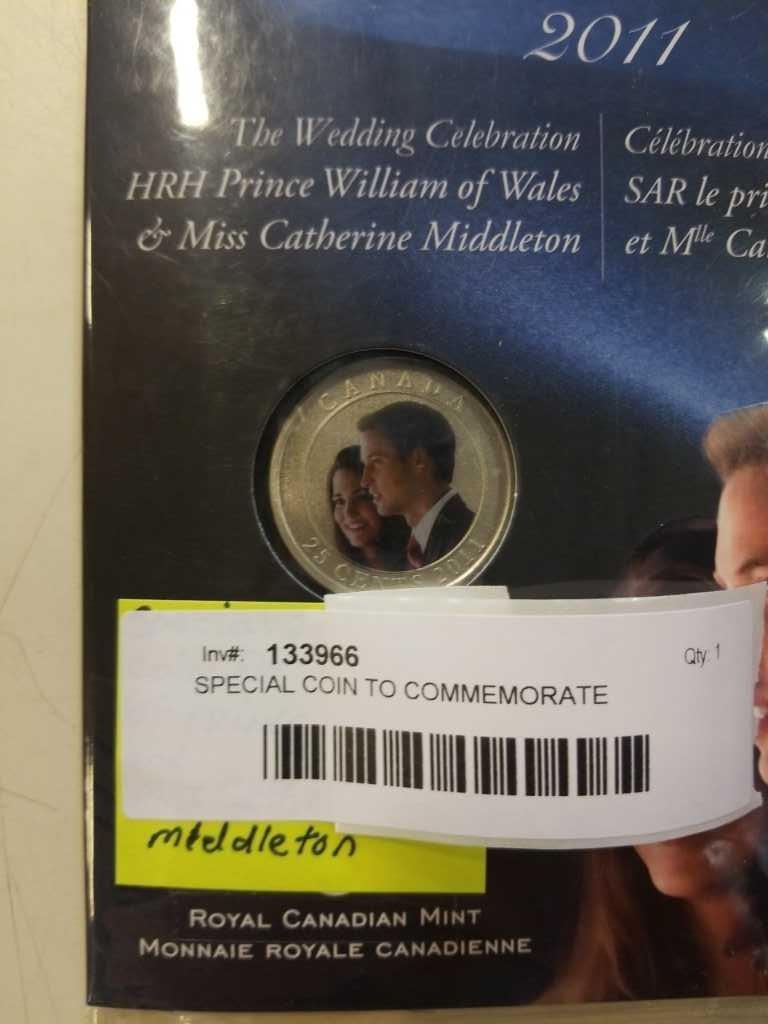 2011
The Wedding Celebration
HRH Prince William of Wales
& Miss Catherine Middleton
Célébration
SAR le pri
et Mlle Ca
CANADA
25 CENTS 2011
Inv#: 133966
Qty: 1
SPECIAL COIN TO COMMEMORATE
middleton
ROYAL CANADIAN MINT
MONNAIE ROYALE CANADIENNE